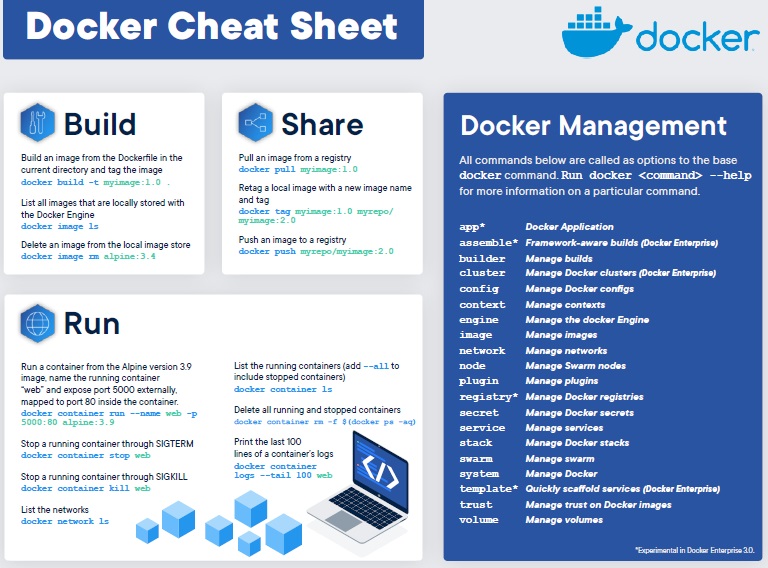 Docker Cheat Sheet
docker
Build
Build an image from the Dockerfile in the
current directory and tag the image
docker build -t myimage:1.0 .
List all images that are locally stored with
the Docker Engine
docker image ls
Delete an image from the local image store
docker image rm alpine:3.4
Share
Pull an image from a registry
docker pull myimage:1.0
Retag a local image with a new image name
and tag
docker tag myimage:1.0 myrepo/
myimage:2.0
Push an image to a registry
docker push myrepo/myimage:2.0
Run
Run a container from the Alpine version 3.9
image, name the running container
“web” and expose port 5000 externally,
mapped to port 80 inside the container.
docker container run --name web -p
5000:80 alpine:3.9
Stop a running container through SIGTERM
docker container stop web
Stop a running container through SIGKILL
docker container kill web
List the networks
docker network ls
List the running containers (add --all to
include stopped containers)
docker container ls
Delete all running and stopped containers
docker container rm -f $(docker ps -aq)
Print the last 100
lines of a container’s logs
docker container
logs --tail 100 web
</>
Docker Management
All commands below are called as options to the base
docker command. Run docker <command> --help
for more information on a particular command.
app* Docker Application
assemble* Framework-aware builds (Docker Enterprise)
builder Manage builds
cluster Manage Docker clusters (Docker Enterprise)
config Manage Docker configs
context Manage contexts
engine Manage the docker Engine
image Manage images
network Manage networks
node Manage Swarm nodes
plugin Manage plugins
registry* Manage Docker registries
secret Manage Docker secrets
service Manage services
stack Manage Docker stacks
swarm Manage swarm
system Manage Docker
template* Quickly scaffold services (Docker Enterprise)
trust Manage trust on Docker images
volume Manage volumes
*Experimental in Docker Enterprise 3.0.